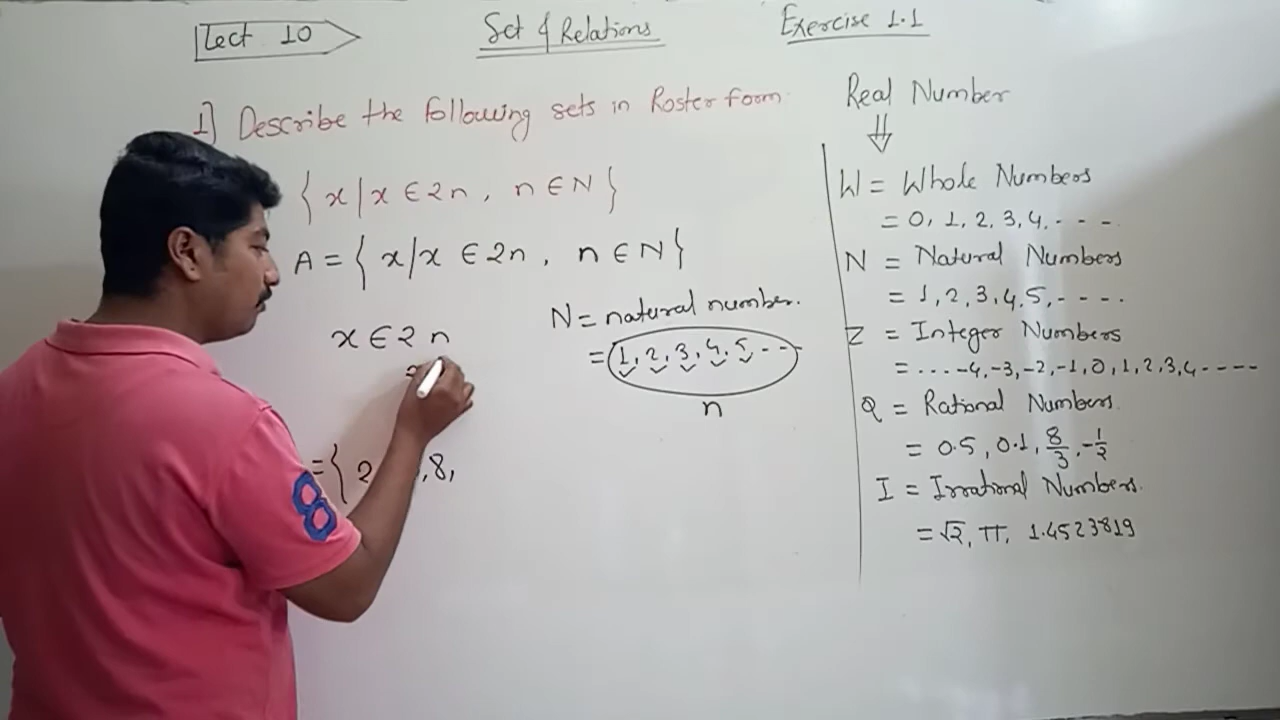 Lect 10
Set & Relations
Exercise 1.1
1] Describe the following sets in Roster form
{ x / x ∈ 2n, n ∈ N }
A = { x / x ∈ 2n, n ∈ N }
x ∈ 2 n
= { 2 8,
N = natural number.
= 1, 2, 3, 4, 5, - - -
n
Real Number
⇓
W = Whole Numbers
= 0, 1, 2, 3, 4, - - - -
N = Natural Numbers
= 1, 2, 3, 4, 5, - - - -
Z = Integer Numbers
= ... -4, -3, -2, -1, 0, 1, 2, 3, 4 - - - - -
Q = Rational Numbers
= 0.5, 0.1, 8/3, -1/2
I = Irrational Numbers.
= √2, π, 1.4523819
8